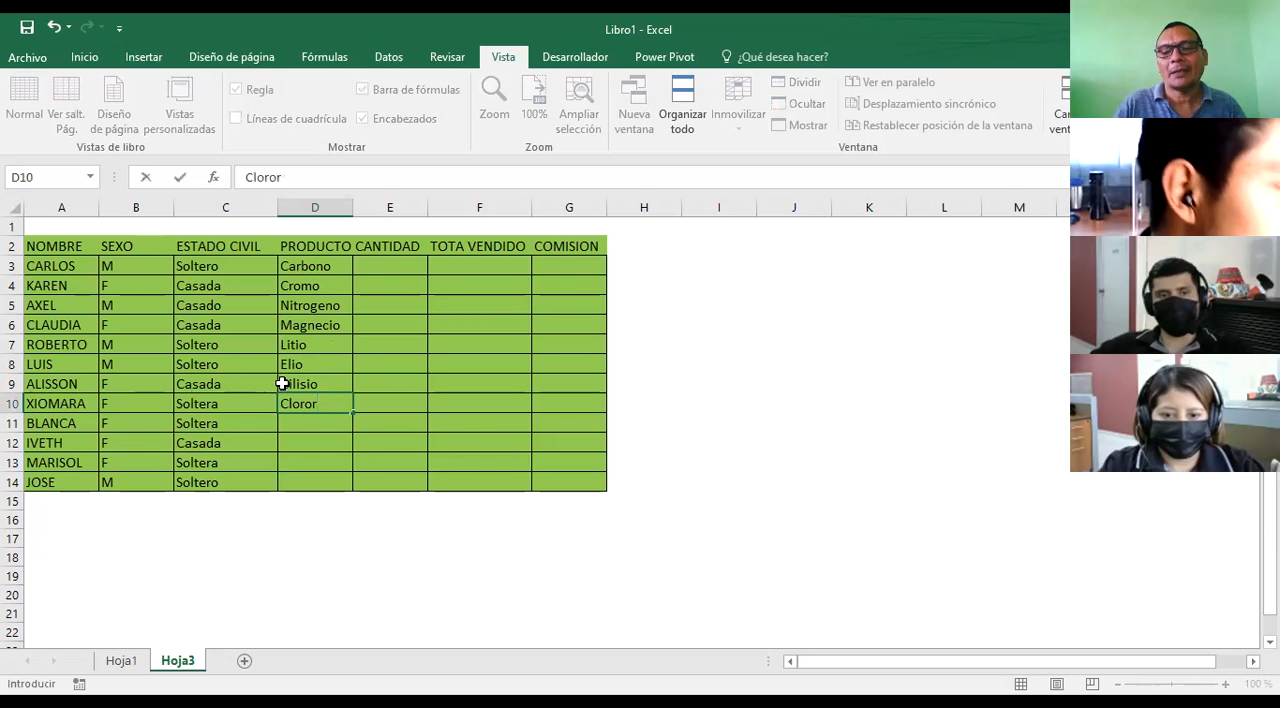 Libro1 - Excel
Archivo Inicio Insertar Diseño de página Fórmulas Datos Revisar Vista Desarrollador Power Pivot ¿Qué desea hacer?
Normal Ver salt. Pág. Diseño de página Vistas personalizadas
Regla Barra de fórmulas
Líneas de cuadrícula Encabezados
Zoom 100% Ampliar selección
Nueva ventana Organizar todo Inmovilizar
Dividir Ver en paralelo
Ocultar Desplazamiento sincrónico
Mostrar Restablecer posición de la ventana
Vistas de libro Mostrar Zoom Ventana
D10 fx Cloror
A B C D E F G H I J K L M
1
2 NOMBRE SEXO ESTADO CIVIL PRODUCTO CANTIDAD TOTA VENDIDO COMISION
3 CARLOS M Soltero Carbono
4 KAREN F Casada Cromo
5 AXEL M Casado Nitrogeno
6 CLAUDIA F Casada Magnecio
7 ROBERTO M Soltero Litio
8 LUIS M Soltero Elio
9 ALISSON F Casada
10 XIOMARA F Soltera Cloror
11 BLANCA F Soltera
12 IVETH F Casada
13 MARISOL F Soltera
14 JOSE M Soltero
15
16
17
18
19
20
21
22
Hoja1 Hoja3
Introducir 100 %